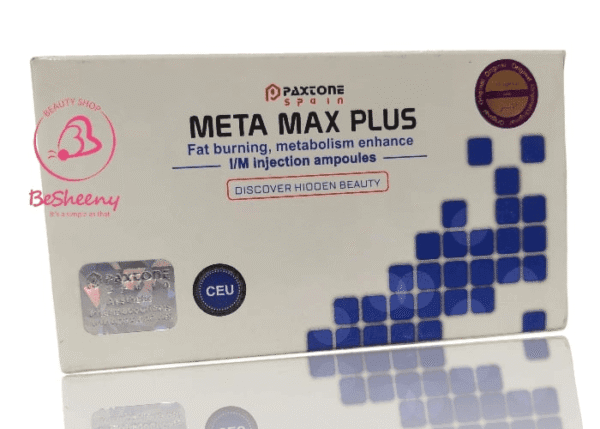 PAXTONE
Spain
META MAX PLUS
Fat burning, metabolism enhance
I/M injection ampoules
DISCOVER HIDDEN BEAUTY
BEAUTY SHOP
BeSheeny
Original
PAXTONE
CEU